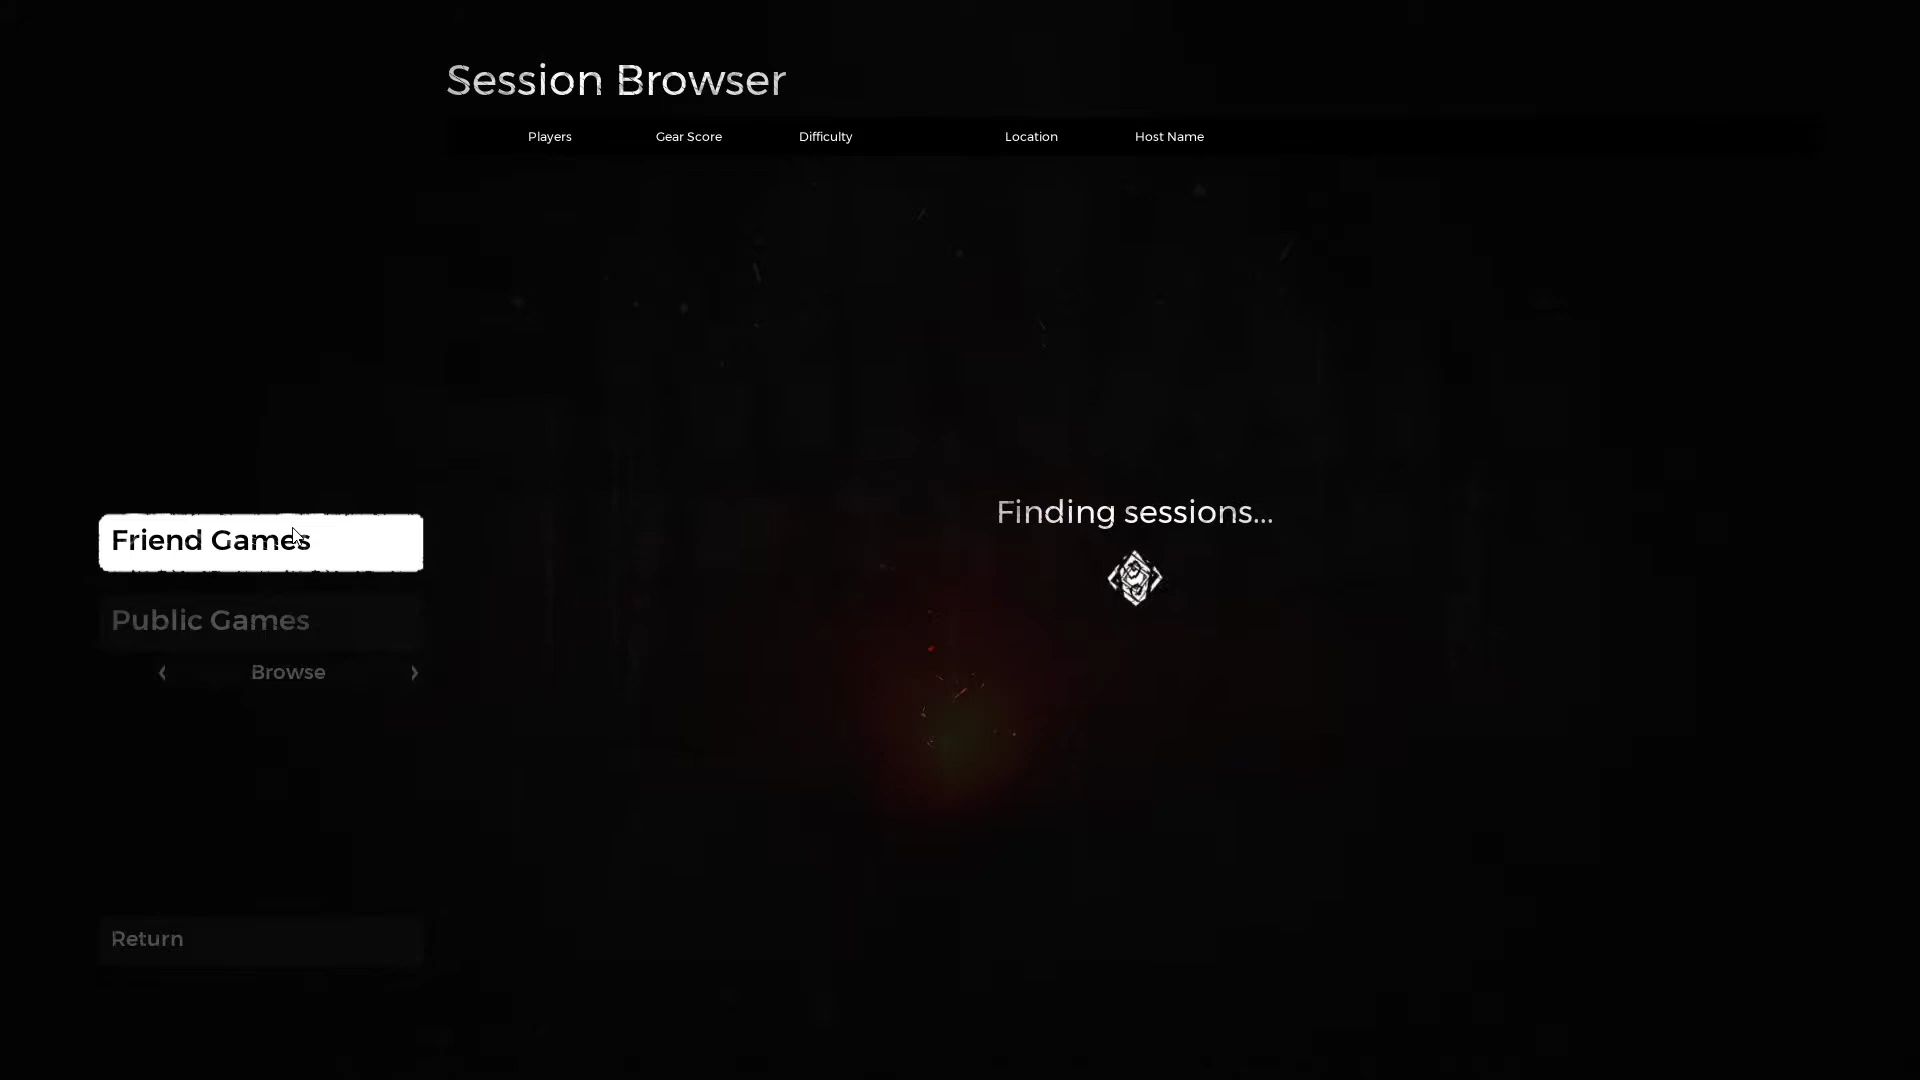 Session Browser
Players Gear Score Difficulty Location Host Name
Finding sessions...
Friend Games
Public Games
Browse
Return